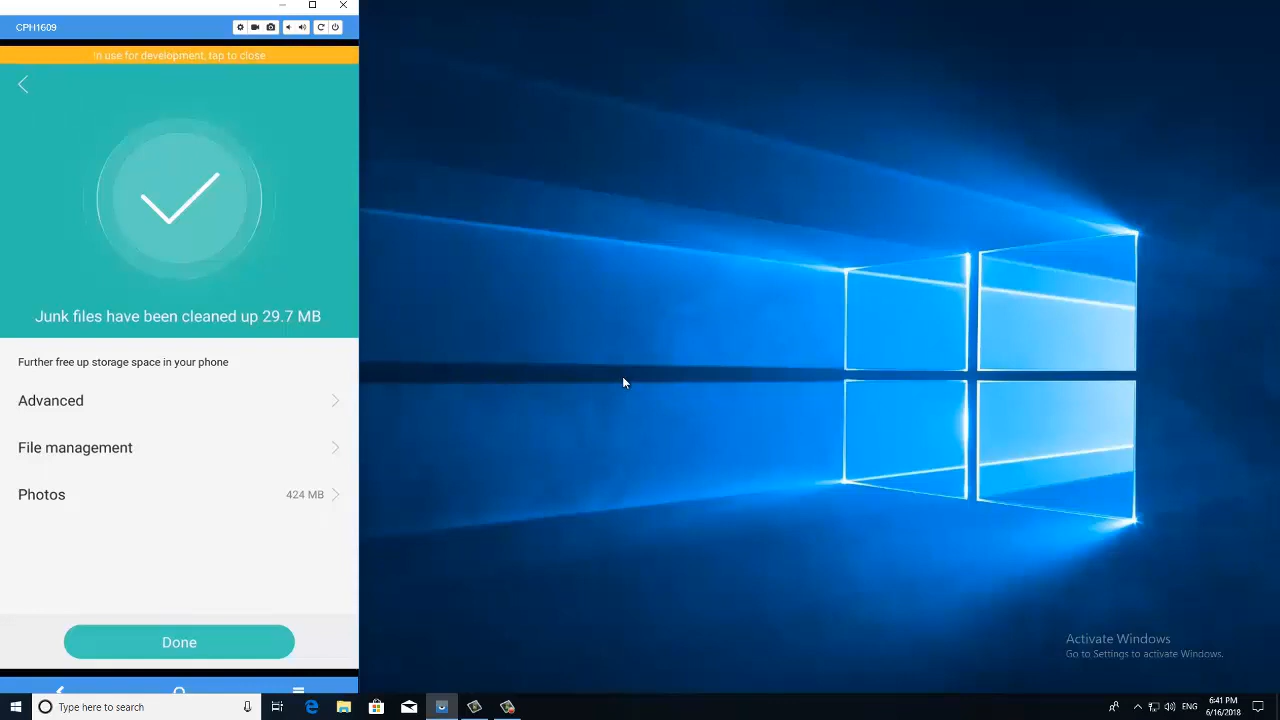 CPH1609
In use for development, tap to close
Junk files have been cleaned up 29.7 MB
Further free up storage space in your phone
Advanced
File management
Photos 424 MB
Done
Activate Windows
Go to Settings to activate Windows.
Type here to search
ENG
6:41 PM
6/16/2018